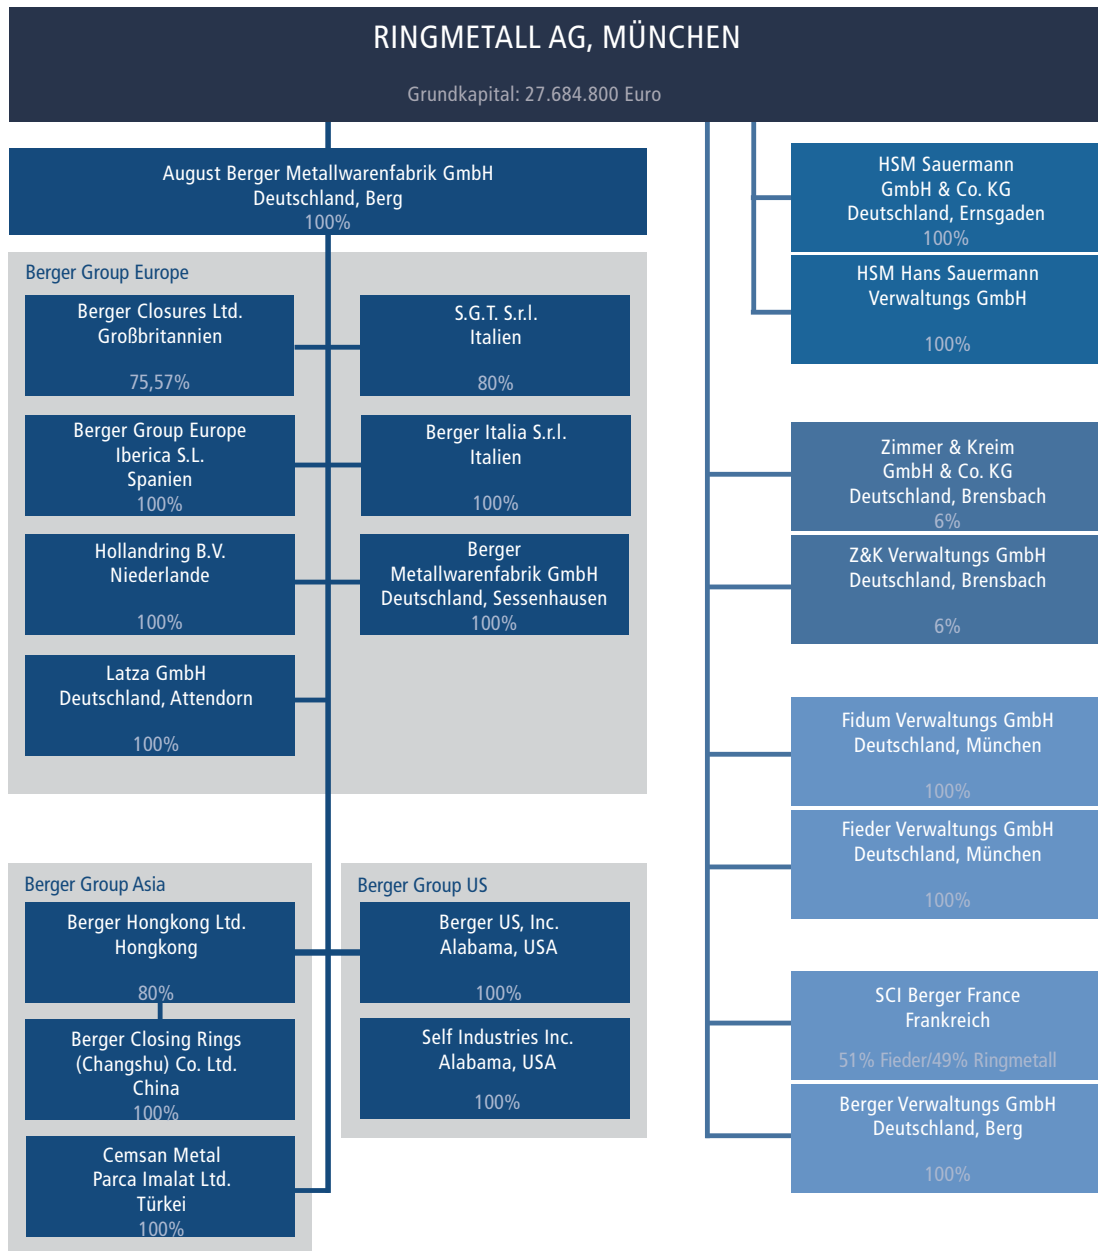 RINGMETALL AG, MÜNCHEN
Grundkapital: 27.684.800 Euro
August Berger Metallwarenfabrik GmbH
Deutschland, Berg
100%
Berger Group Europe
Berger Closures Ltd.
Großbritannien
75,57%
S.G.T. S.r.l.
Italien
80%
Berger Group Europe
Iberica S.L.
Spanien
100%
Berger Italia S.r.l.
Italien
100%
Hollandring B.V.
Niederlande
100%
Berger
Metallwarenfabrik GmbH
Deutschland, Sessenhausen
100%
Latza GmbH
Deutschland, Attendorn
100%
Berger Group Asia
Berger Hongkong Ltd.
Hongkong
80%
Berger Closing Rings
(Changshu) Co. Ltd.
China
100%
Cemsan Metal
Parca Imalat Ltd.
Türkei
100%
Berger Group US
Berger US, Inc.
Alabama, USA
100%
Self Industries Inc.
Alabama, USA
100%
HSM Sauermann
GmbH & Co. KG
Deutschland, Ernsgaden
100%
HSM Hans Sauermann
Verwaltungs GmbH
100%
Zimmer & Kreim
GmbH & Co. KG
Deutschland, Brensbach
6%
Z&K Verwaltungs GmbH
Deutschland, Brensbach
6%
Fidum Verwaltungs GmbH
Deutschland, München
100%
Fieder Verwaltungs GmbH
Deutschland, München
100%
SCI Berger France
Frankreich
51% Fieder/49% Ringmetall
Berger Verwaltungs GmbH
Deutschland, Berg
100%